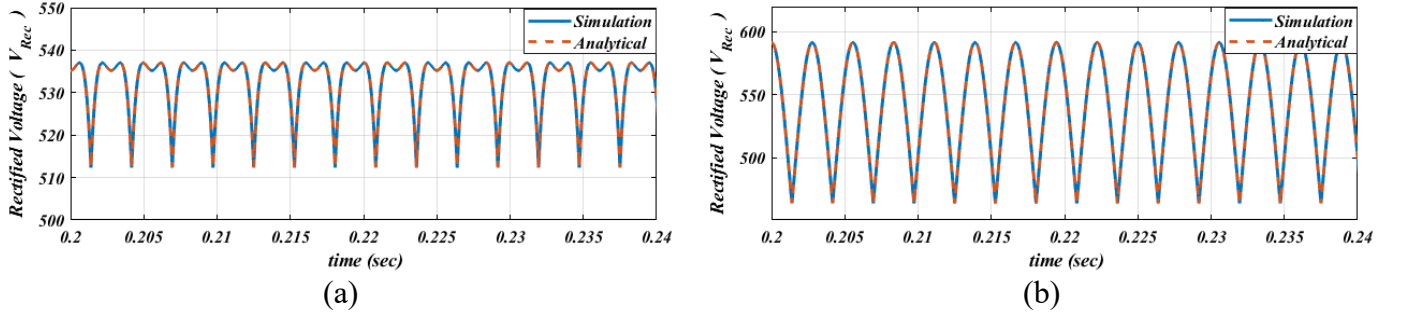 550
540
530
520
510
500
Rectified Voltage ( V_Rec )
0.2 0.205 0.21 0.215 0.22 0.225 0.23 0.235 0.24
time (sec)
Simulation
Analytical
(a)
600
550
500
Rectified Voltage ( V_Rec )
0.2 0.205 0.21 0.215 0.22 0.225 0.23 0.235 0.24
time (sec)
Simulation
Analytical
(b)